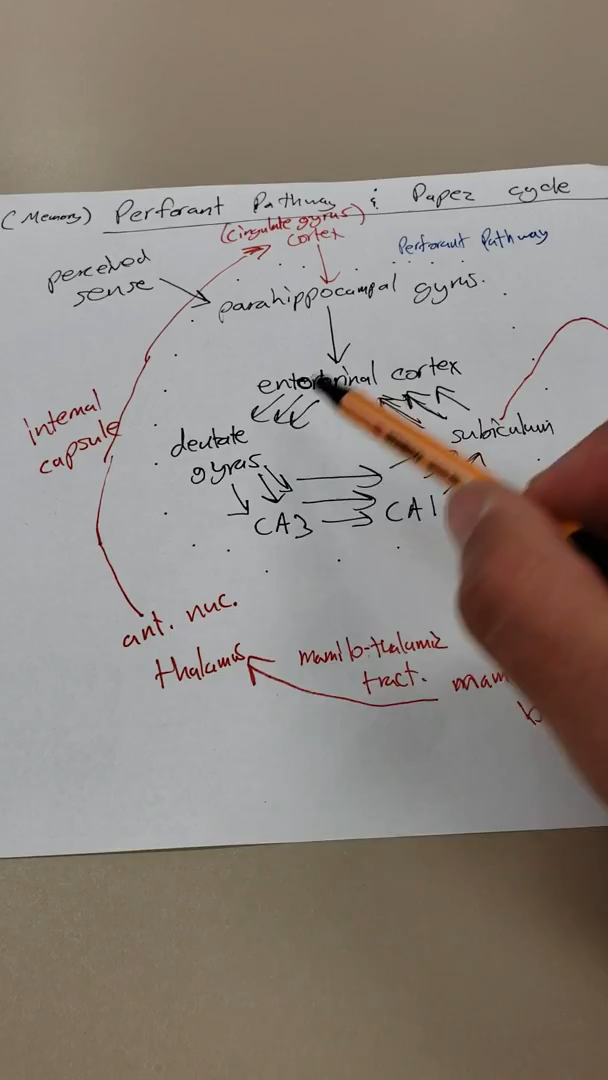 (Memory) Perforant Pathway & Papez cycle
(cingulate gyrus)
cortex
Perforant Pathway
perceived
sense
parahippocampal gyrus.
entorhinal cortex
internal
capsule
dentate
gyrus
subiculum
CA3
CA1
ant. nuc.
thalamus
mamilo-thalamic
tract.